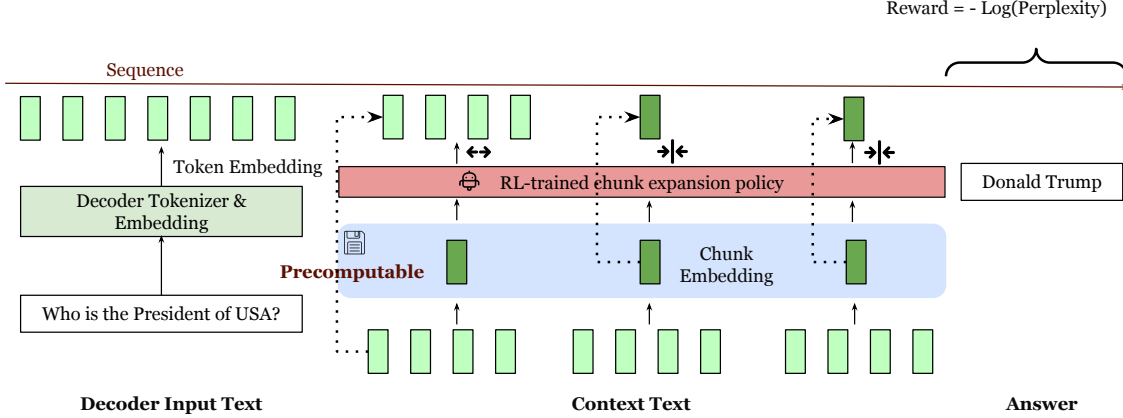 Reward = - Log(Perplexity)
Sequence
Token Embedding
RL-trained chunk expansion policy
Donald Trump
Decoder Tokenizer &
Embedding
Precomputable
Chunk
Embedding
Who is the President of USA?
Decoder Input Text
Context Text
Answer